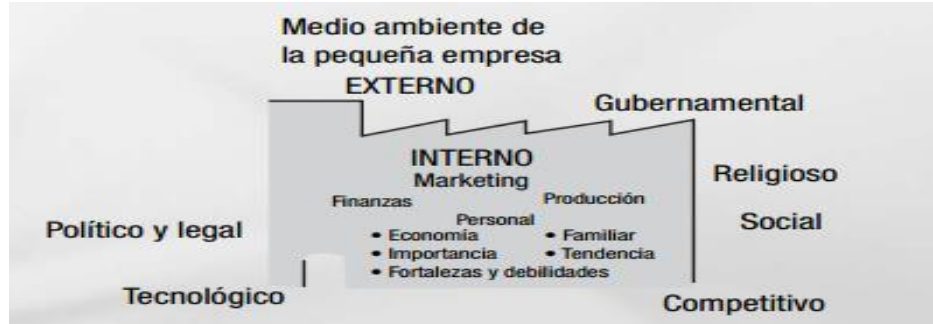 Medio ambiente de
la pequeña empresa
EXTERNO
Gubernamental
INTERNO
Marketing
Finanzas
Producción
Personal
• Economía
• Familiar
• Importancia
• Tendencia
• Fortalezas y debilidades
Religioso
Social
Político y legal
Tecnológico
Competitivo